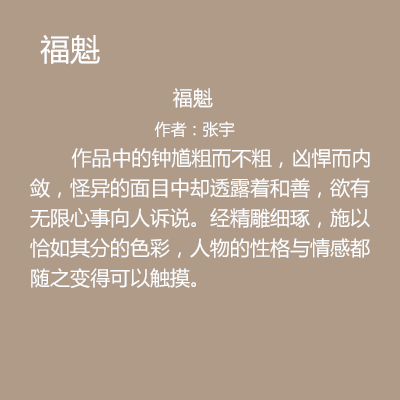 福魁
福魁
作者：张宇
作品中的钟馗粗而不粗，凶悍而内
敛，怪异的面目中却透露着和善，欲有
无限心事向人诉说。经精雕细琢，施以
恰如其分的色彩，人物的性格与情感都
随之变得可以触摸。